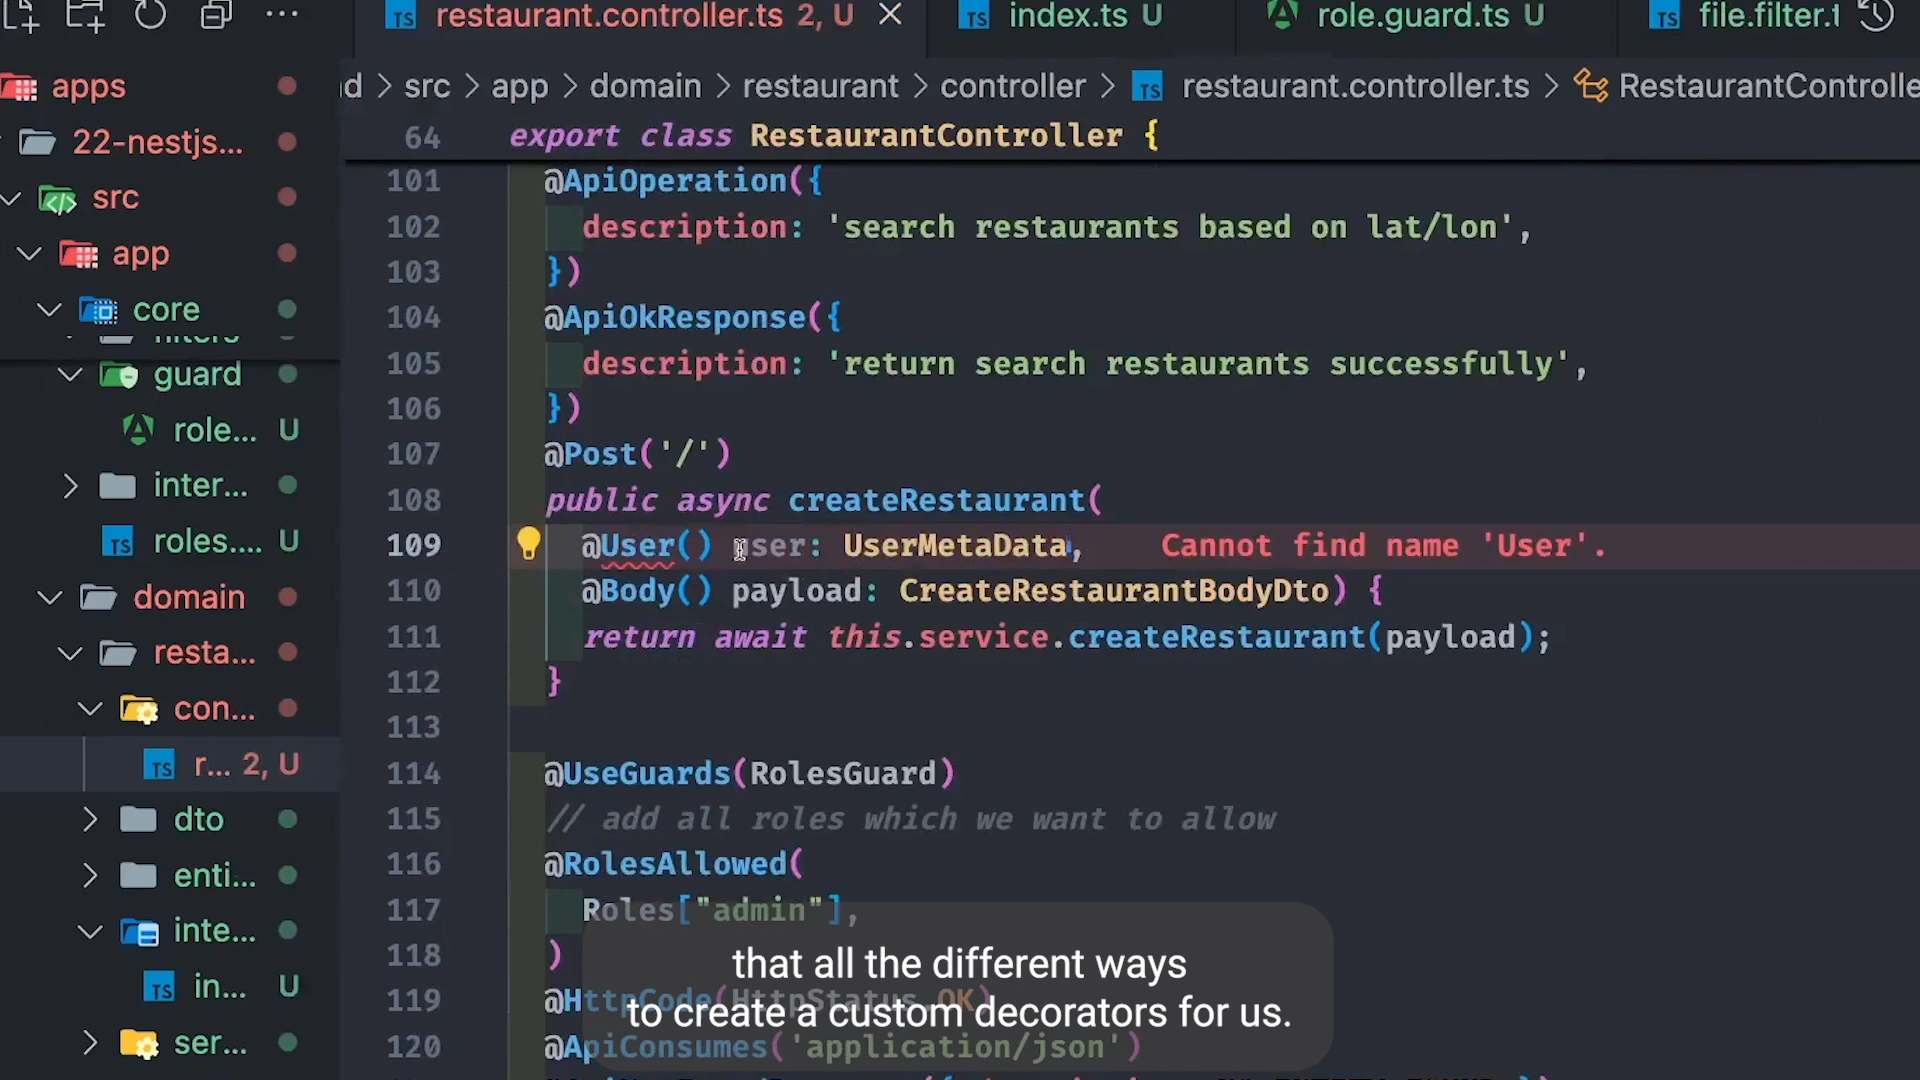 restaurant.controller.ts 2, U
index.ts U
role.guard.ts U
file.filter.t
apps
22-nestjs...
src
app
core
filters
guard
role... U
inter...
roles.... U
domain
resta...
con...
r... 2, U
dto
enti...
inte...
in... U
ser...
nd > src > app > domain > restaurant > controller > restaurant.controller.ts > RestaurantControlle
64 export class RestaurantController {
101 @ApiOperation({
102 description: 'search restaurants based on lat/lon',
103 })
104 @ApiOkResponse({
105 description: 'return search restaurants successfully',
106 })
107 @Post('/')
108 public async createRestaurant(
109 @User() user: UserMetaData, Cannot find name 'User'.
110 @Body() payload: CreateRestaurantBodyDto) {
111 return await this.service.createRestaurant(payload);
112 }
113
114 @UseGuards(RolesGuard)
115 // add all roles which we want to allow
116 @RolesAllowed(
117 Roles["admin"],
118 )
119 @HttpCode(HttpStatus.OK)
120 @ApiConsumes('application/json')
that all the different ways
to create a custom decorators for us.